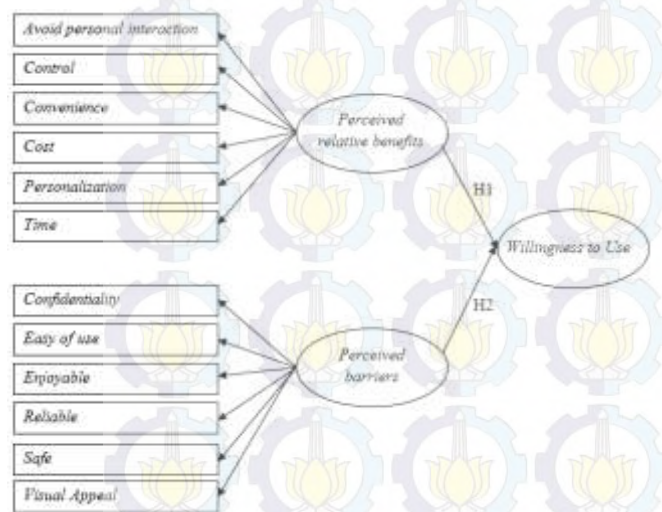 Avoid personal interaction
Control
Convenience
Cost
Personalization
Time
Perceived
relative benefits
H1
Willingness to Use
H2
Confidentiality
Easy of use
Enjoyable
Reliable
Safe
Visual Appeal
Perceived
barriers